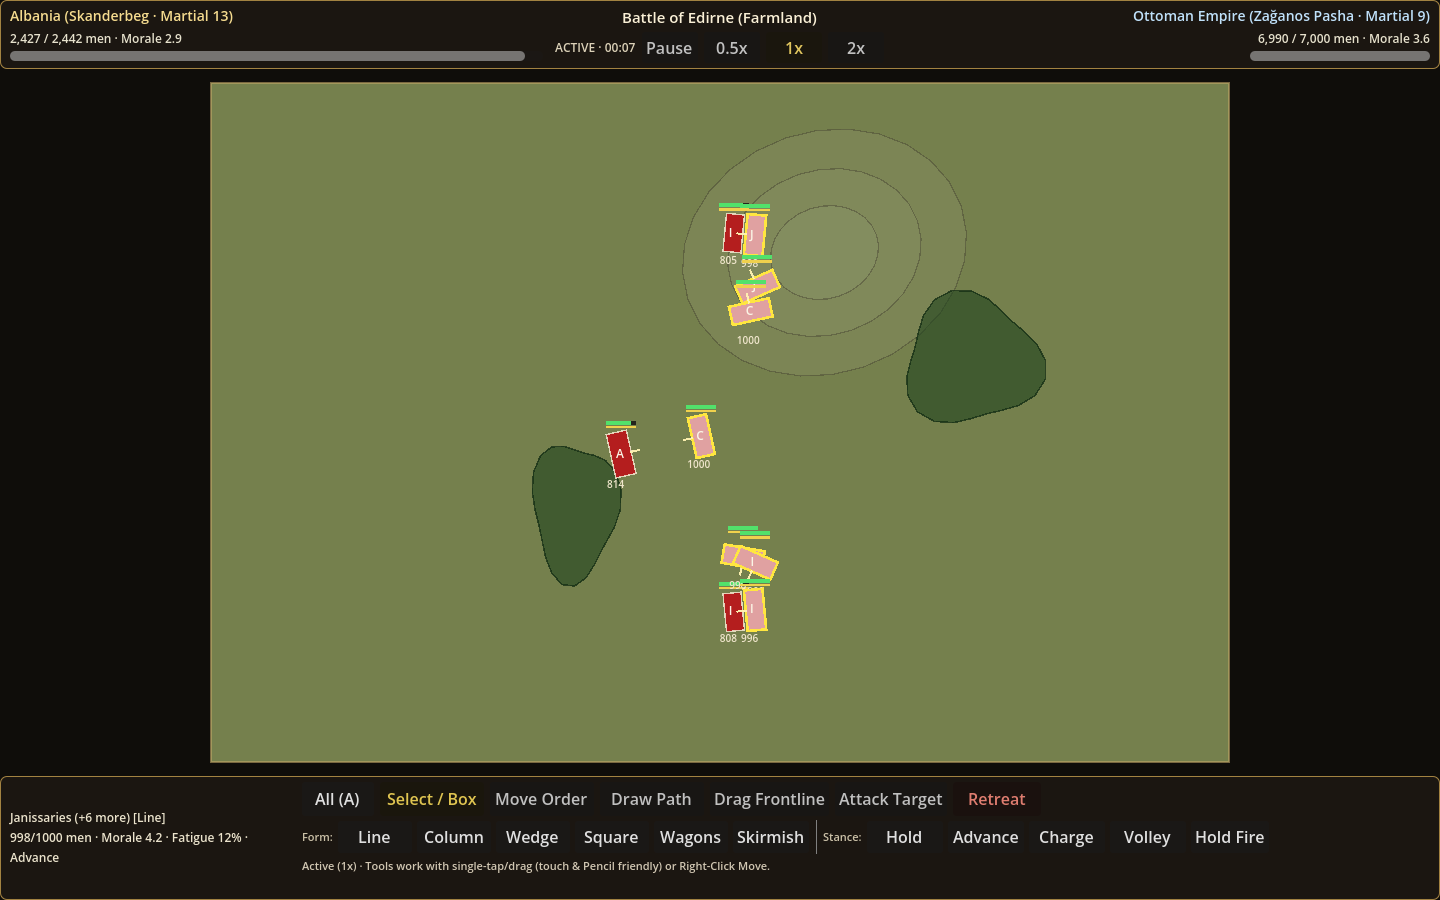 Albania (Skanderbeg · Martial 13)
2,427 / 2,442 men · Morale 2.9
Battle of Edirne (Farmland)
ACTIVE · 00:07 Pause 0.5x 1x 2x
Ottoman Empire (Zağanos Pasha · Martial 9)
6,990 / 7,000 men · Morale 3.6
I J
805
C
1000
A
814
C
1000
I
I I
808 996
All (A) Select / Box Move Order Draw Path Drag Frontline Attack Target Retreat
Janissaries (+6 more) [Line]
998/1000 men · Morale 4.2 · Fatigue 12% ·
Advance
Form: Line Column Wedge Square Wagons Skirmish Stance: Hold Advance Charge Volley Hold Fire
Active (1x) · Tools work with single-tap/drag (touch & Pencil friendly) or Right-Click Move.